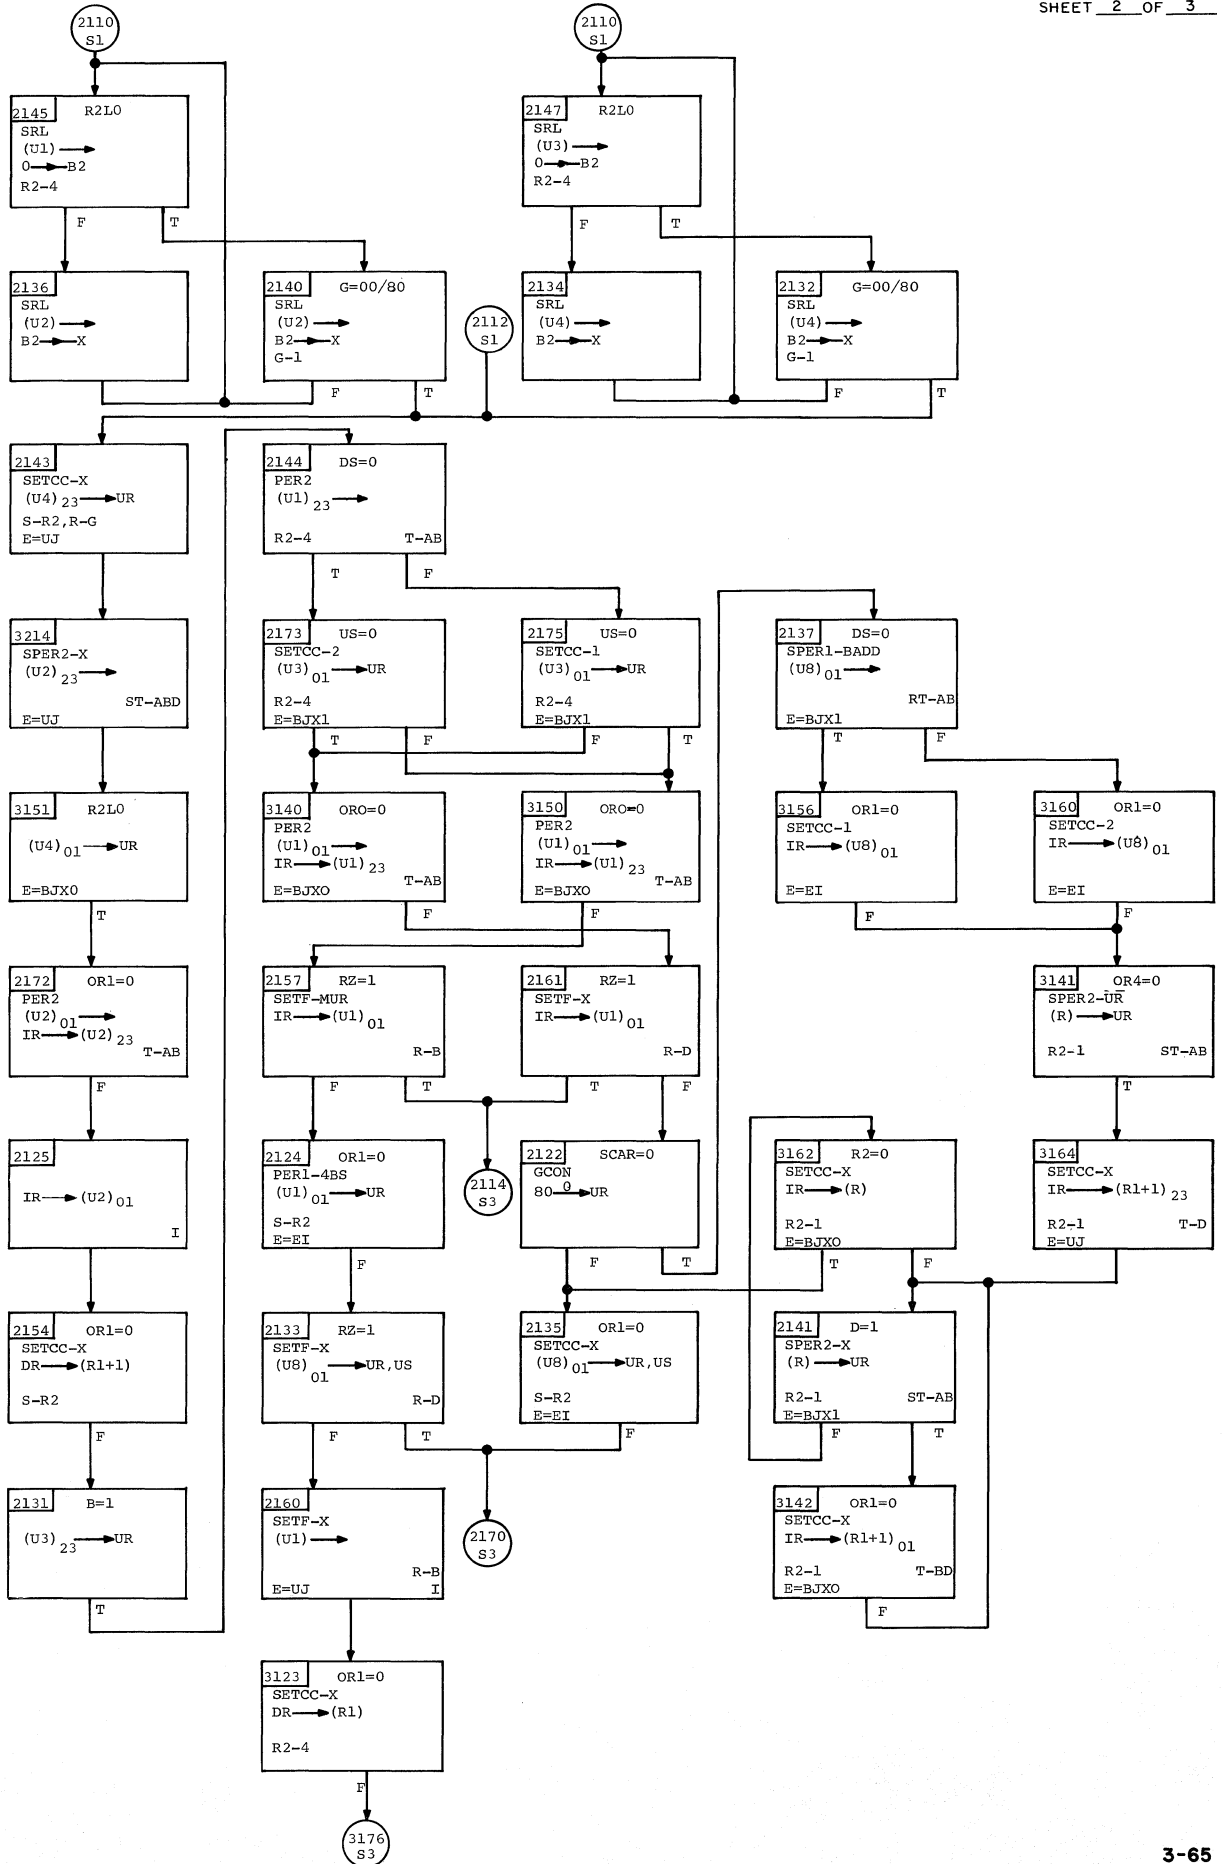 SHEET 2 OF 3
2110
S1
2110
S1
2145 R2L0
SRL
(U1)
0 B2
R2-4
F T
2147 R2L0
SRL
(U3)
0 B2
R2-4
F T
2136
SRL
(U2)
B2 X
2140 G=00/80
SRL
(U2)
B2 X
G-1
F T
2112
S1
2134
SRL
(U4)
B2 X
2132 G=00/80
SRL
(U4)
B2 X
G-1
F T
2143
SETCC-X
(U4)23 UR
S-R2,R-G
E=UJ
2144 DS=0
PER2
(U1)23
R2-4 T-AB
T F
3214
SPER2-X
(U2)23
ST-ABD
E=UJ
2173 US=0
SETCC-2
(U3)01 UR
R2-4
E=BJX1
T F
2175 US=0
SETCC-1
(U3)01 UR
R2-4
E=BJX1
F T
2137 DS=0
SPER1-BADD
(U8)01
RT-AB
E=BJX1
T F
3151 R2L0
(U4)01 UR
E=BJX0
T
3140 ORO=0
PER2
(U1)01
IR (U1)23
T-AB
E=BJXO
F
3150 ORO=0
PER2
(U1)01
IR (U1)23
T-AB
E=BJXO
F
3156 OR1=0
SETCC-1
IR (U8)01
E=EI
F
3160 OR1=0
SETCC-2
IR (U8)01
E=EI
F
2172 OR1=0
PER2
(U2)01
IR (U2)23
T-AB
F
2157 RZ=1
SETF-MUR
IR (U1)01
R-B
F T
2161 RZ=1
SETF-X
IR (U1)01
R-D
T F
3141 OR4=0
SPER2-UR
(R) UR
R2-1 ST-AB
T
2125
IR (U2)01
I
2124 OR1=0
PER1-4BS
(U1)01 UR
S-R2
E=EI
F
2114
S3
2122 SCAR=0
GCON
80 0 UR
F T
3162 R2=0
SETCC-X
IR (R)
R2-1
E=BJXO
T F
3164
SETCC-X
IR (R1+1)23
R2-1 T-D
E=UJ
2154 OR1=0
SETCC-X
DR (R1+1)
S-R2
F
2133 RZ=1
SETF-X
(U8)01 UR,US
R-D
F T
2135 OR1=0
SETCC-X
(U8)01 UR,US
S-R2
E=EI
F
2141 D=1
SPER2-X
(R) UR
R2-1 ST-AB
E=BJX1
F T
2131 B=1
(U3)23 UR
T
2160
SETF-X
(U1)
R-B
E=UJ I
2170
S3
3142 OR1=0
SETCC-X
IR (R1+1)01
R2-1 T-BD
E=BJXO
F
3123 OR1=0
SETCC-X
DR (R1)
R2-4
F
3176
S3
3-65